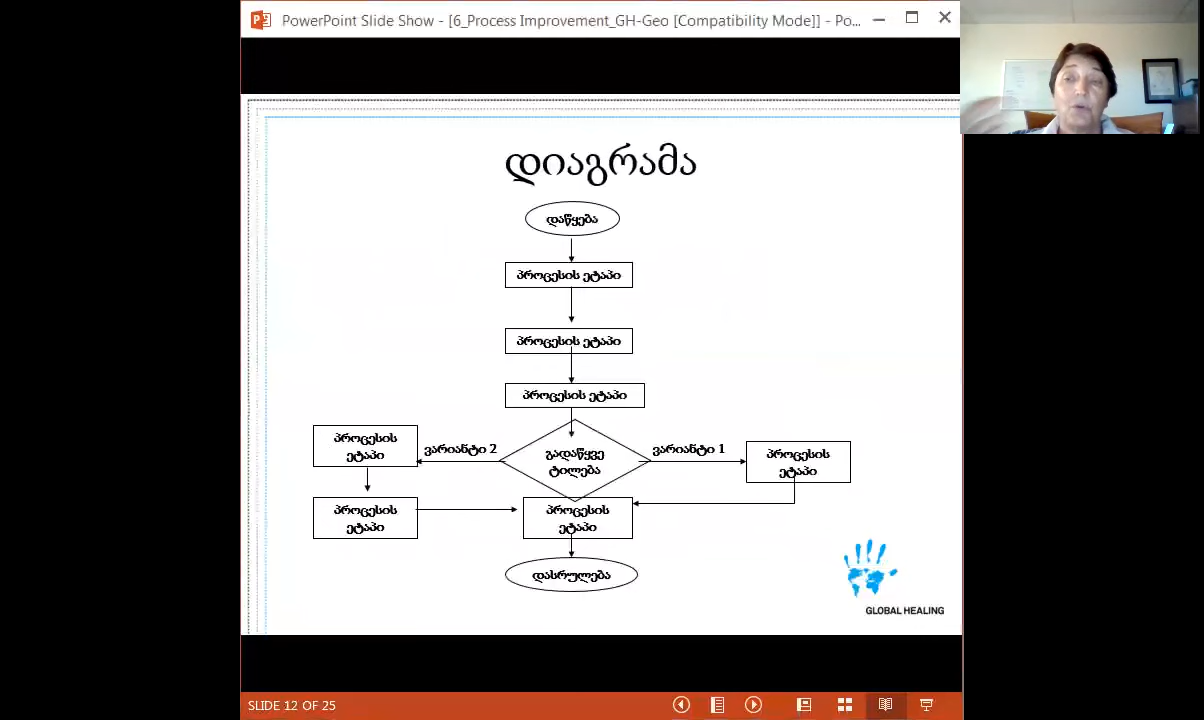 PowerPoint Slide Show - [6_Process Improvement_GH-Geo [Compatibility Mode]] - Po...
დიაგრამა
დაწყება
პროცესის ეტაპი
პროცესის ეტაპი
პროცესის ეტაპი
პროცესის
ეტაპი
ვარიანტი 2
გადაწყვე
ტილება
ვარიანტი 1
პროცესის
ეტაპი
პროცესის
ეტაპი
პროცესის
ეტაპი
დასრულება
GLOBAL HEALING
SLIDE 12 OF 25